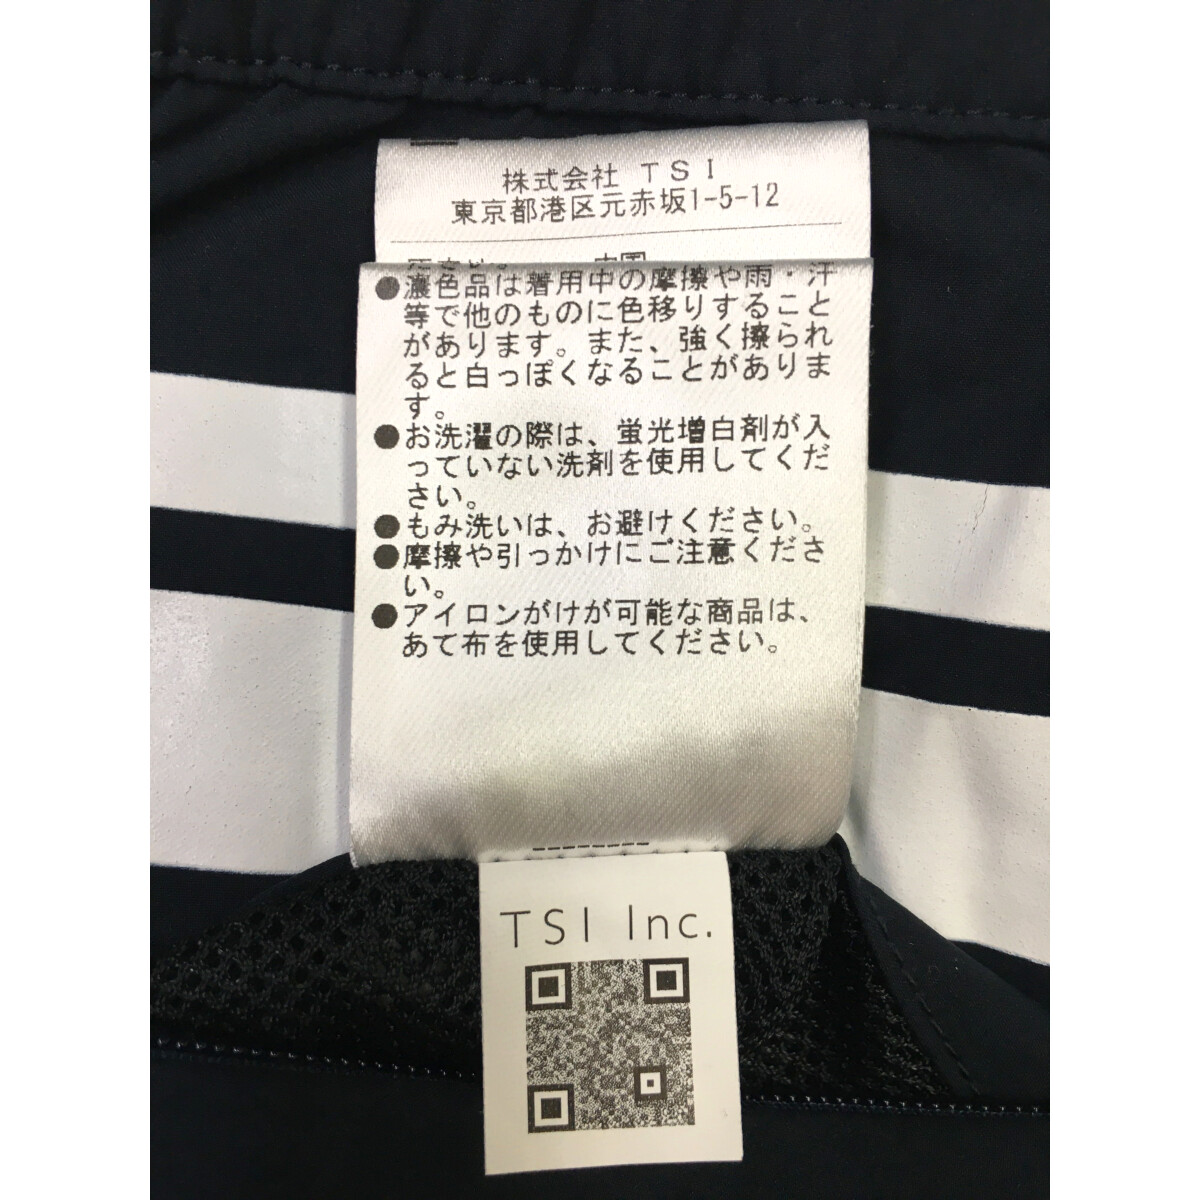 株式会社 ＴＳＩ
東京都港区元赤坂1-5-12
中国
●濃色品は着用中の摩擦や雨・汗
等で他のものに色移りすること
があります。また、強く擦られ
ると白っぽくなることがありま
す。
●お洗濯の際は、蛍光増白剤が入
っていない洗剤を使用してくだ
さい。
●もみ洗いは、お避けください。
●摩擦や引っかけにご注意くださ
い。
●アイロンがけが可能な商品は、
あて布を使用してください。
TSI Inc.